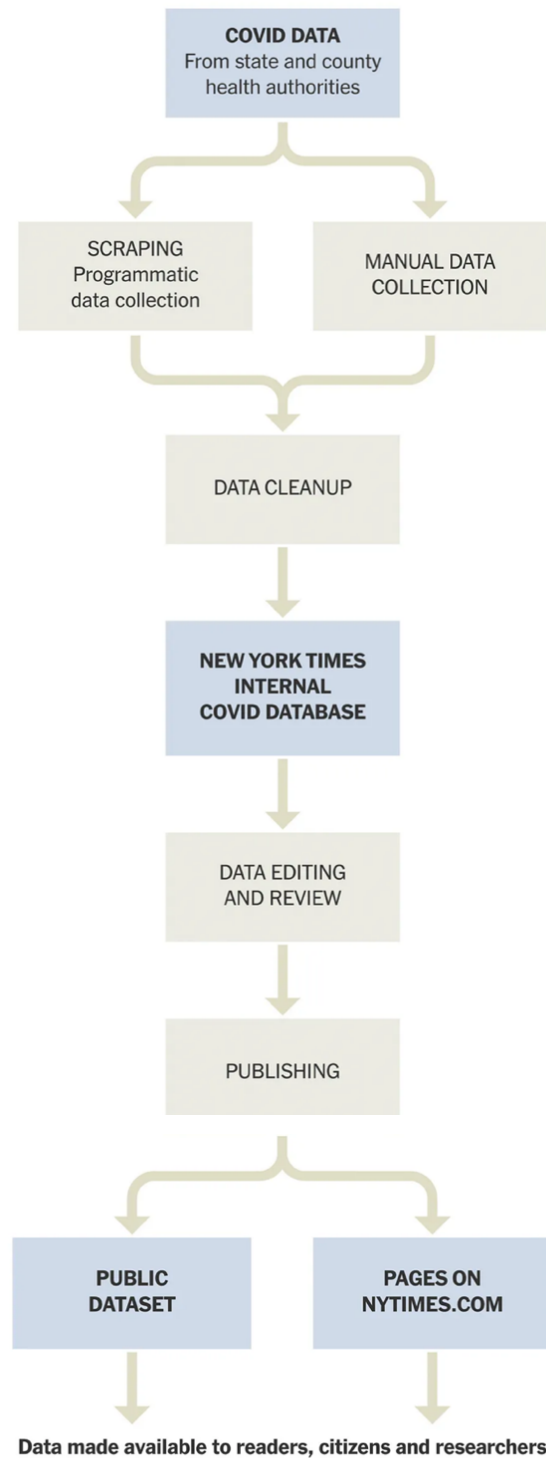 COVID DATA
From state and county
health authorities
SCRAPING
Programmatic
data collection
MANUAL DATA
COLLECTION
DATA CLEANUP
NEW YORK TIMES
INTERNAL
COVID DATABASE
DATA EDITING
AND REVIEW
PUBLISHING
PUBLIC
DATASET
PAGES ON
NYTIMES.COM
Data made available to readers, citizens and researchers